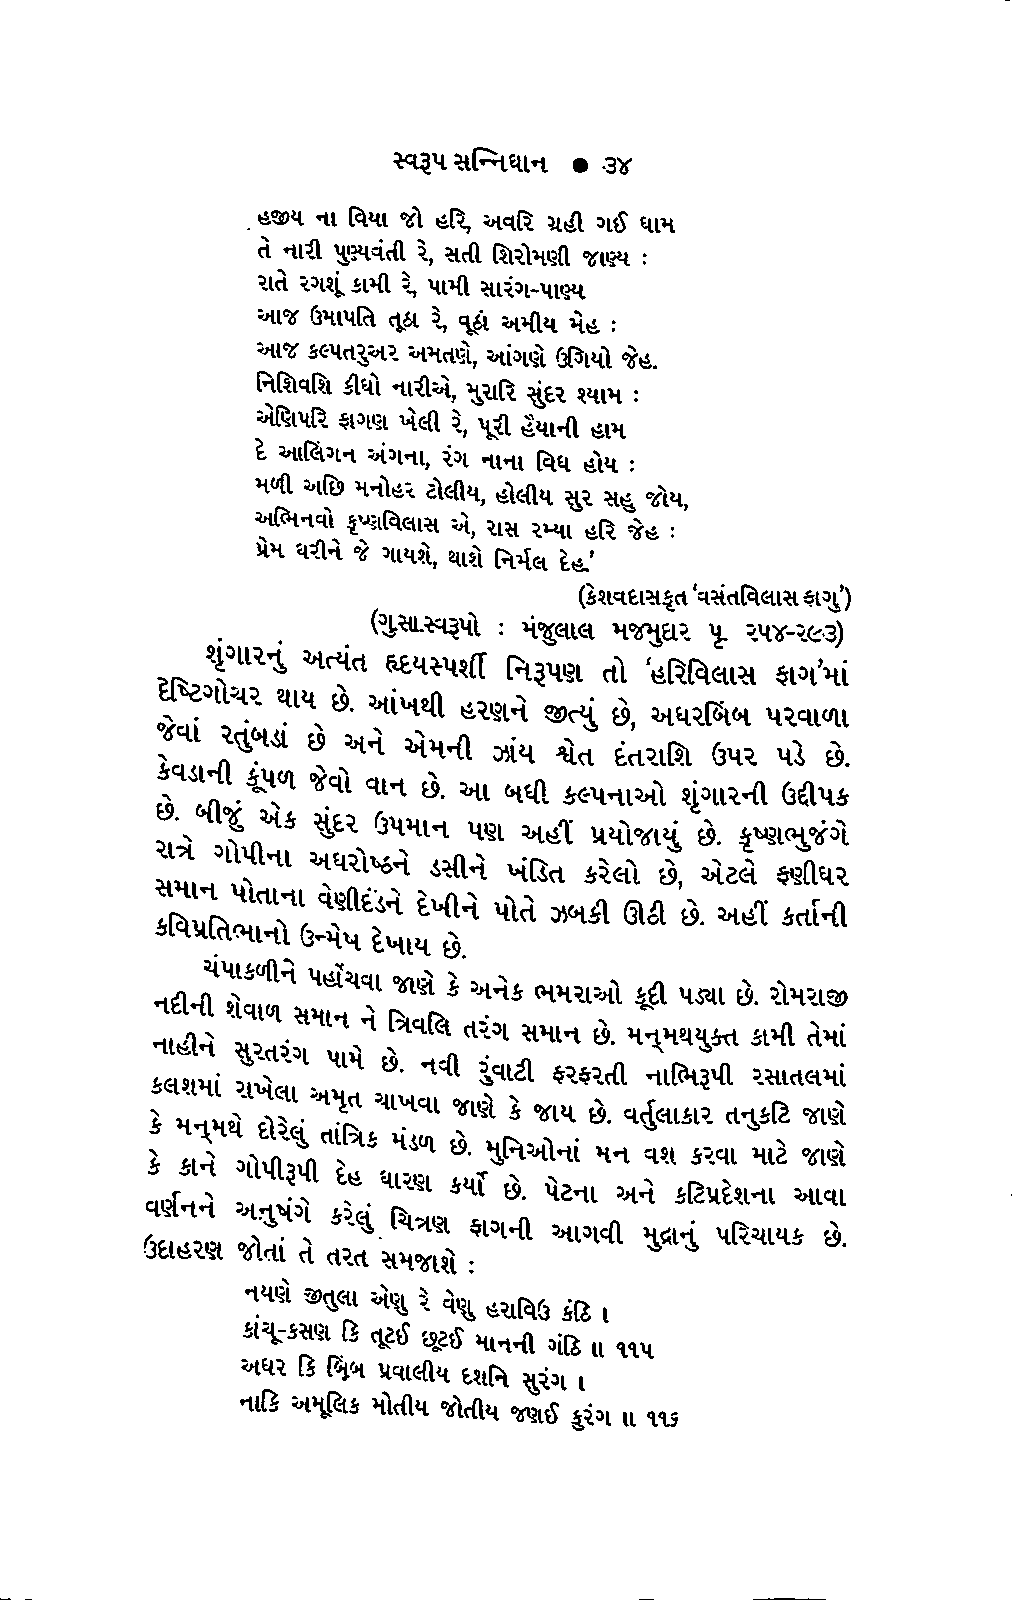 સ્વરૂપ સન્નિધાન ● ૩૪
હજીય ના વિયા જો હરિ, અવરિ ગ્રહી ગઈ ધામ
તે નારી પુણ્યવંતી રે, સતી શિરોમણી જાણ્ય :
રાતે રગશૂં કામી રે, પામી સારંગ-પાણ્ય
આજ ઉમાપતિ તૂઠા રે, વૂઠાં અમીય મેહ :
આજ કલ્પતરુઅર અમતણે, આંગણે ઉગિયો જેહ.
નિશિવશિ કીધો નારીએ, મુરારિ સુંદર શ્યામ :
એણિપરિ ફાગણ ખેલી રે, પૂરી હૈયાની હામ
દે આલિંગન અંગના, રંગ નાના વિધ હોય :
મળી અછિ મનોહર ટોલીય, હોલીય સુર સહુ જોય,
અભિનવો કૃષ્ણવિલાસ એ, રાસ રમ્યા હરિ જેહ :
પ્રેમ ધરીને જે ગાયશે, થાશે નિર્મલ દેહ.’
(કેશવદાસકૃત ‘વસંતવિલાસ ફાગુ’)
(ગુ.સા.સ્વરૂપો : મંજુલાલ મજમુદાર પૃ. ૨૫૪-૨૯૩)
શૃંગારનું અત્યંત હૃદયસ્પર્શી નિરૂપણ તો ‘હરિવિલાસ ફાગ’માં
દૃષ્ટિગોચર થાય છે. આંખથી હરણને જીત્યું છે, અધરબિંબ પરવાળા
જેવાં રતુંબડાં છે અને એમની ઝાંય શ્વેત દંતરાશિ ઉપર પડે છે.
કેવડાની કૂંપળ જેવો વાન છે. આ બધી કલ્પનાઓ શૃંગારની ઉદ્દીપક
છે. બીજું એક સુંદર ઉપમાન પણ અહીં પ્રયોજાયું છે. કૃષ્ણભુજંગે
રાત્રે ગોપીના અધરોષ્ઠને ડસીને ખંડિત કરેલો છે, એટલે ફણીધર
સમાન પોતાના વેણીદંડને દેખીને પોતે ઝબકી ઊઠી છે. અહીં કર્તાની
કવિપ્રતિભાનો ઉન્મેષ દેખાય છે.
ચંપાકળીને પહોંચવા જાણે કે અનેક ભમરાઓ કૂદી પડ્યા છે. રોમરાજી
નદીની શેવાળ સમાન ને ત્રિવલિ તરંગ સમાન છે. મન્મથયુક્ત કામી તેમાં
નાહીને સુરતરંગ પામે છે. નવી રુંવાટી ફરફરતી નાભિરૂપી રસાતલમાં
કલશમાં રાખેલા અમૃત ચાખવા જાણે કે જાય છે. વર્તુલાકાર તનુકટિ જાણે
કે મન્મથે દોરેલું તાંત્રિક મંડળ છે. મુનિઓનાં મન વશ કરવા માટે જાણે
કે કાને ગોપીરૂપી દેહ ધારણ કર્યો છે. પેટના અને કટિપ્રદેશના આવા
વર્ણનને અનુષંગે કરેલું ચિત્રણ ફાગની આગવી મુદ્રાનું પરિચાયક છે.
ઉદાહરણ જોતાં તે તરત સમજાશે :
નયણે જીતુલા એણુ રે વેણુ હરાવિઉ કંઠિ ।
કાંચૂ-કસણ કિ તૂટઈ છૂટઈ માનની ગંઠિ ॥ ૧૧૫
અધર કિ બિંબ પ્રવાલીય દશનિ સુરંગ ।
નાકિ અમૂલિક મોતીય જોતીય જણઈ કુરંગ ॥ ૧૧૬